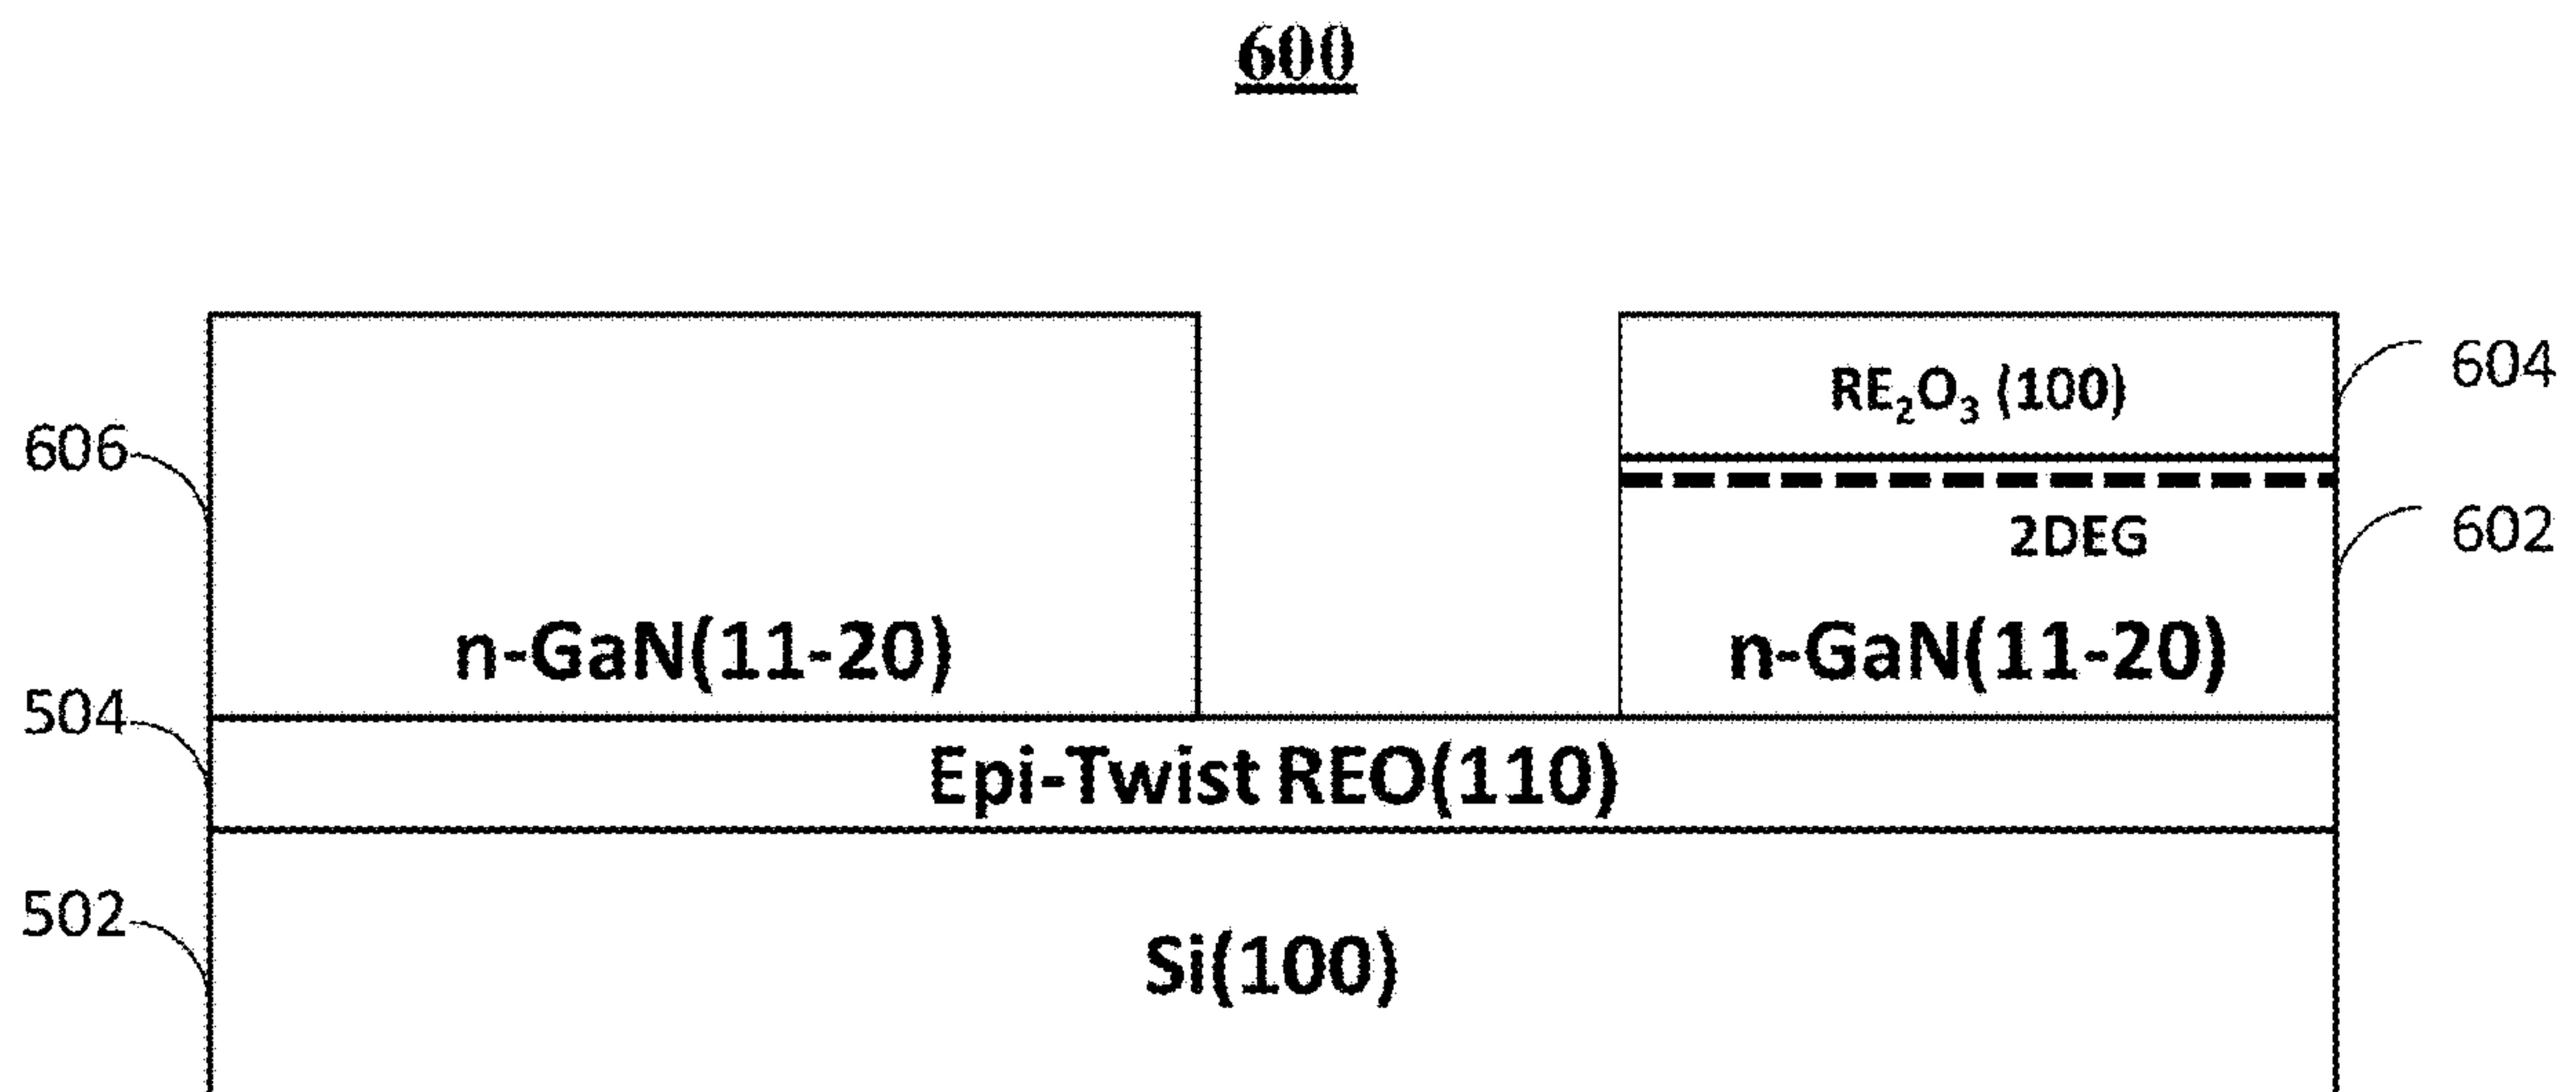 600
RE₂O₃ (100)
604
606
2DEG
602
n-GaN(11-20)
n-GaN(11-20)
504
Epi-Twist REO(110)
502
Si(100)